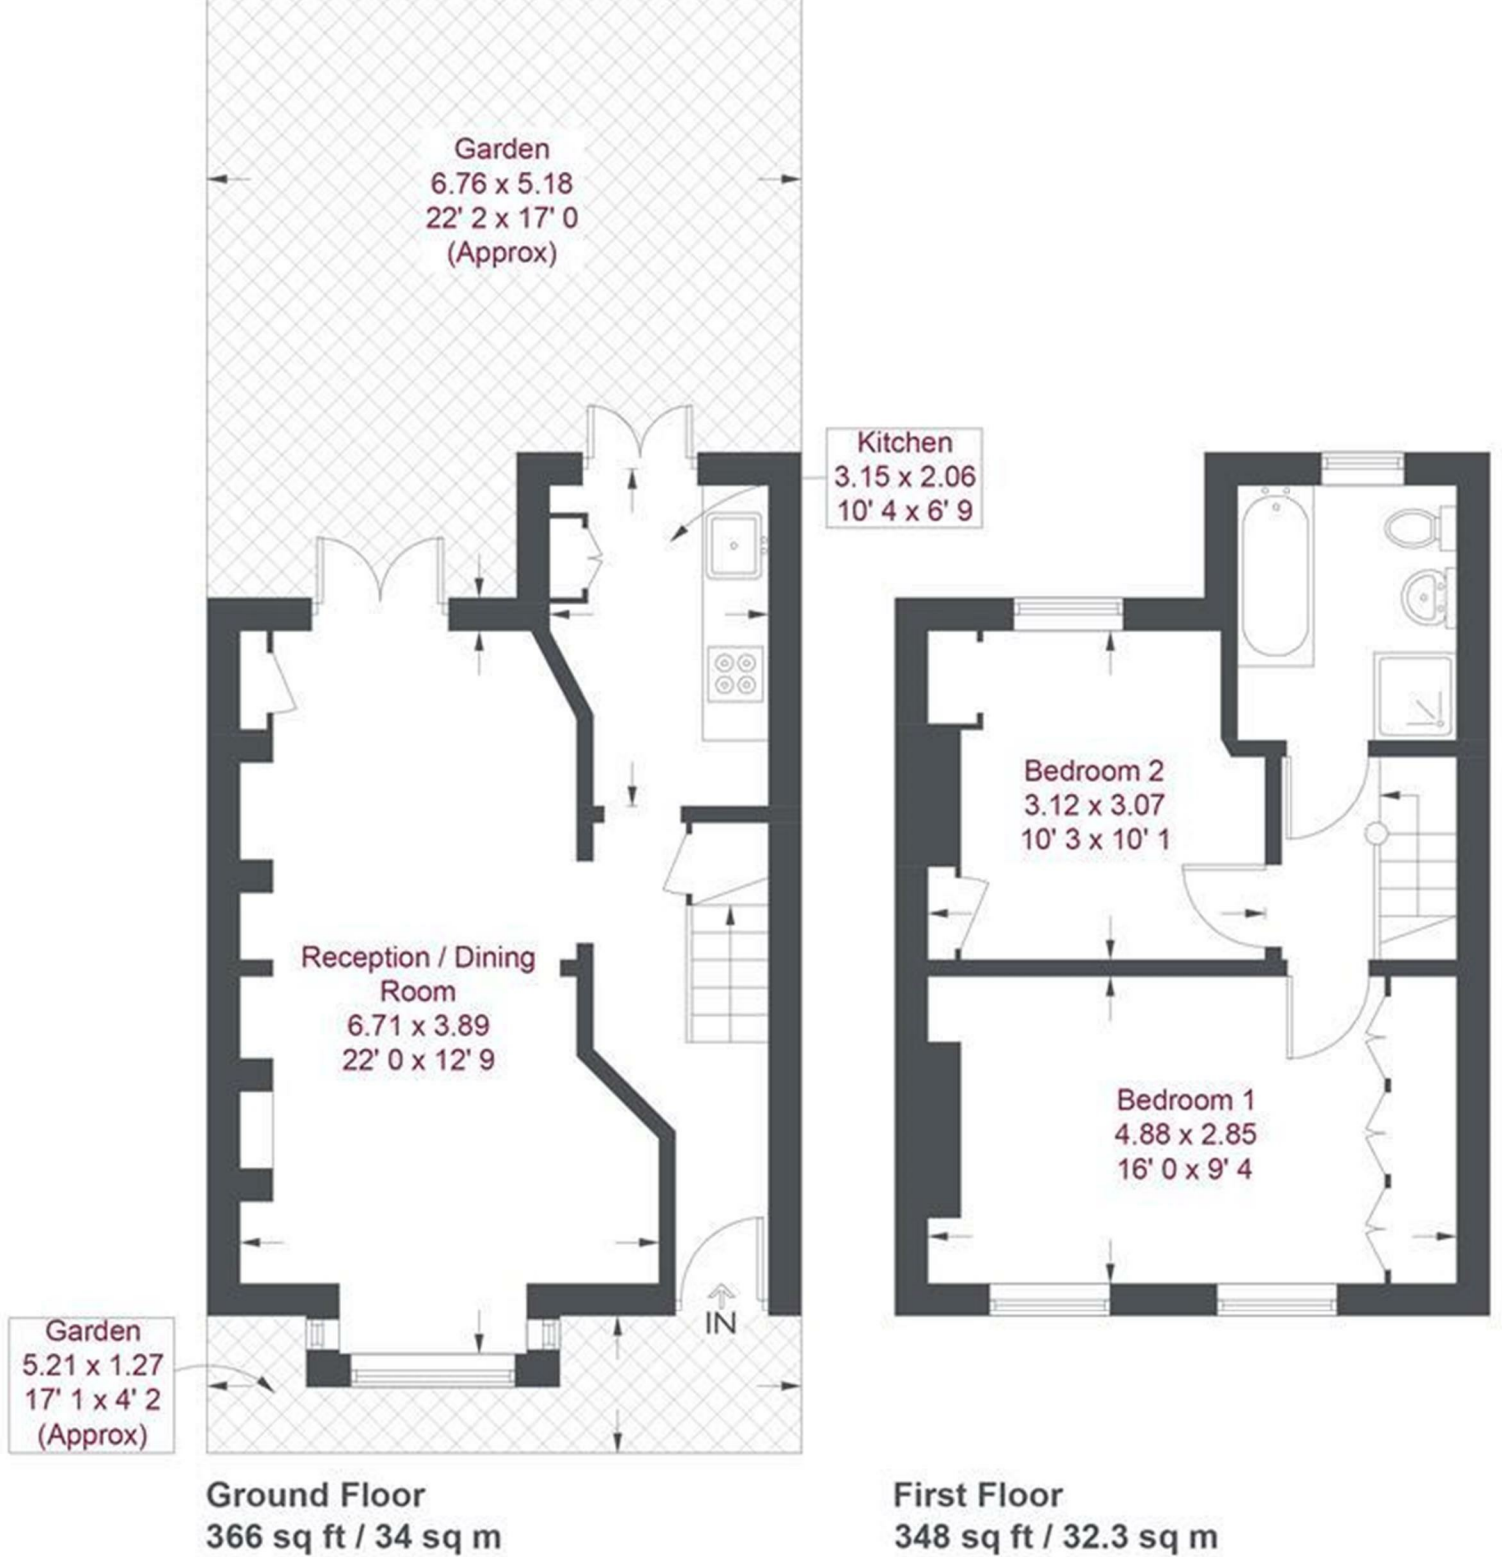 Garden
6.76 x 5.18
22' 2 x 17' 0
(Approx)
Kitchen
3.15 x 2.06
10' 4 x 6' 9
Reception / Dining
Room
6.71 x 3.89
22' 0 x 12' 9
Bedroom 2
3.12 x 3.07
10' 3 x 10' 1
Bedroom 1
4.88 x 2.85
16' 0 x 9' 4
IN
Garden
5.21 x 1.27
17' 1 x 4' 2
(Approx)
Ground Floor
366 sq ft / 34 sq m
First Floor
348 sq ft / 32.3 sq m